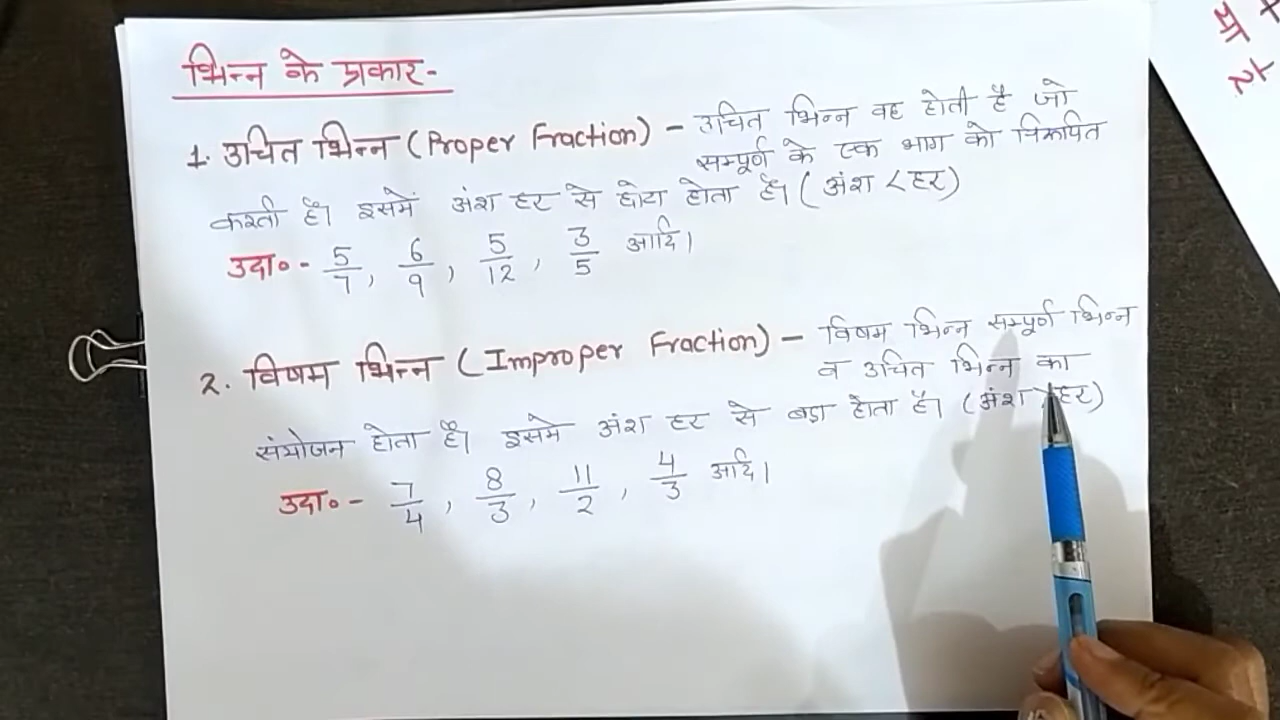 भिन्न के प्रकार-
1. उचित भिन्न (Proper Fraction) - उचित भिन्न वह होती है जो
सम्पूर्ण के एक भाग को निरूपित
करती है। इसमें अंश हर से छोटा होता है। (अंश < हर)
उदा०- 5/7, 6/9, 5/12, 3/5 आदि।
2. विषम भिन्न (Improper Fraction) - विषम भिन्न सम्पूर्ण भिन्न
व उचित भिन्न का
संयोजन होता है। इसमे अंश हर से बड़ा होता है। (अंश > हर)
उदा०- 7/4, 8/3, 11/2, 4/3 आदि।
या